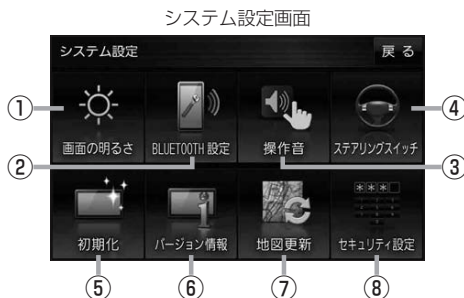 システム設定画面
システム設定
戻る
① ④
画面の明るさ BLUETOOTH 設定 操作音 ステアリングスイッチ
② ③
***
初期化 バージョン情報 地図更新 セキュリティ設定
⑤ ⑥ ⑦ ⑧